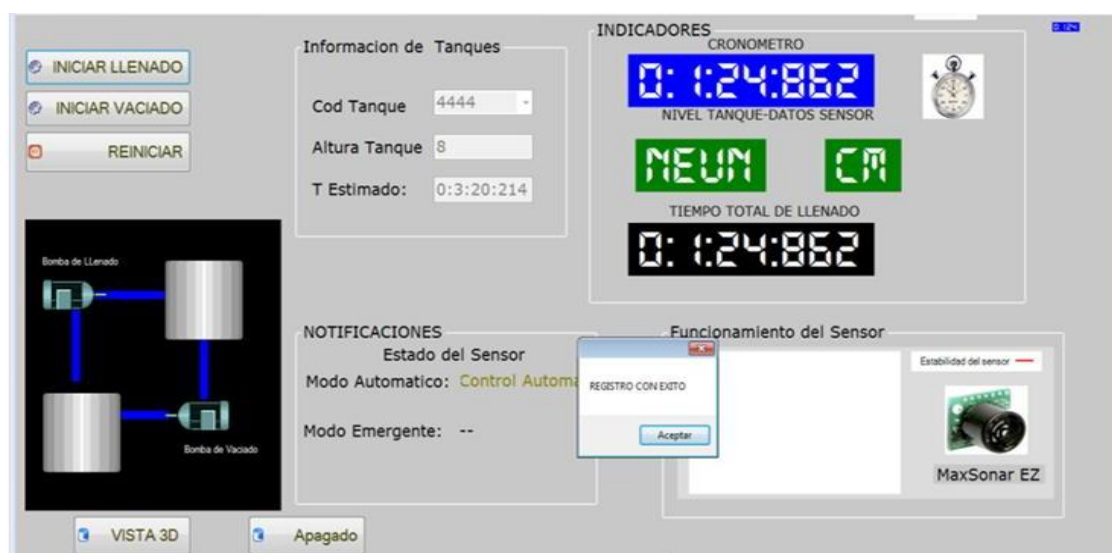 INICIAR LLENADO
INICIAR VACIADO
REINICIAR
Informacion de Tanques
Cod Tanque 4444
Altura Tanque 8
T Estimado: 0:3:20:214
INDICADORES
CRONOMETRO
0: 1:24:862
NIVEL TANQUE-DATOS SENSOR
NEUM CM
TIEMPO TOTAL DE LLENADO
0: 1:24:862
Bomba de LLenado
Bomba de Vaciado
NOTIFICACIONES
Estado del Sensor
Modo Automatico: Control Automa
Modo Emergente: --
REGISTRO CON EXITO
Aceptar
Funcionamiento del Sensor
Estabilidad del sensor
MaxSonar EZ
VISTA 3D
Apagado